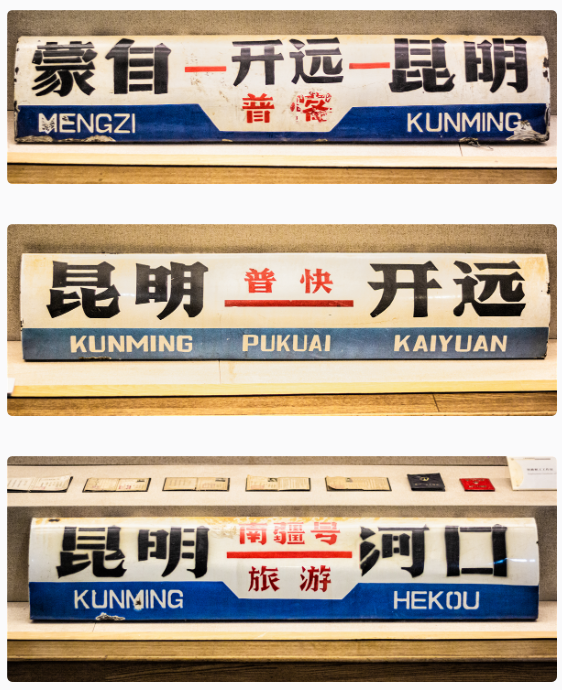 蒙自—开远—昆明
普
MENGZI KUNMING
昆明 普快 开远
KUNMING PUKUAI KAIYUAN
昆明 南疆号 河口
旅游
KUNMING HEKOU